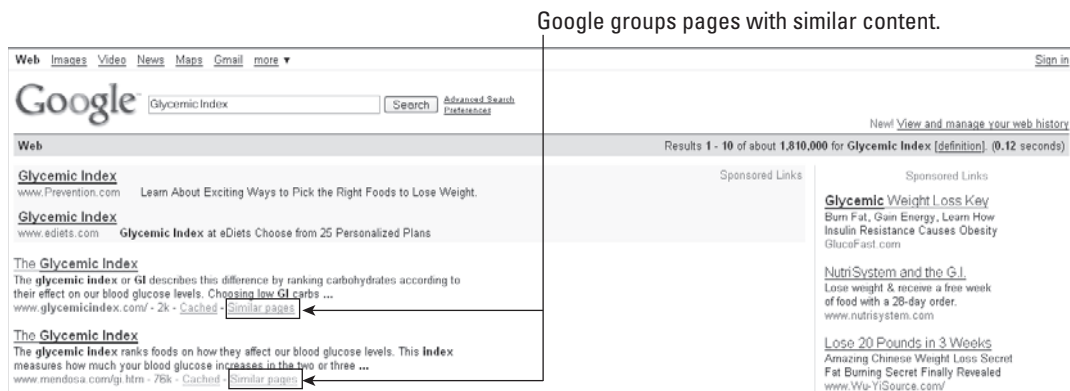 Google groups pages with similar content.
Web Images Video News Maps Gmail more ▼
Sign in
Google
Glycemic Index
Search
Advanced Search
Preferences
New! View and manage your web history
Web
Results 1 - 10 of about 1,810,000 for Glycemic Index [definition]. (0.12 seconds)
Glycemic Index
www.Prevention.com Learn About Exciting Ways to Pick the Right Foods to Lose Weight.
Sponsored Links
Glycemic Index
www.ediets.com Glycemic Index at eDiets Choose from 25 Personalized Plans
The Glycemic Index
The glycemic index or GI describes this difference by ranking carbohydrates according to
their effect on our blood glucose levels. Choosing low GI carbs ...
www.glycemicindex.com/ - 2k - Cached - Similar pages
The Glycemic Index
The glycemic index ranks foods on how they affect our blood glucose levels. This index
measures how much your blood glucose increases in the two or three ...
www.mendosa.com/gi.htm - 76k - Cached - Similar pages
Sponsored Links
Glycemic Weight Loss Key
Burn Fat, Gain Energy, Learn How
Insulin Resistance Causes Obesity
GlucoFast.com
NutriSystem and the G.I.
Lose weight & receive a free week
of food with a 28-day order.
www.nutrisystem.com
Lose 20 Pounds in 3 Weeks
Amazing Chinese Weight Loss Secret
Fat Burning Secret Finally Revealed
www.Wu-YiSource.com/